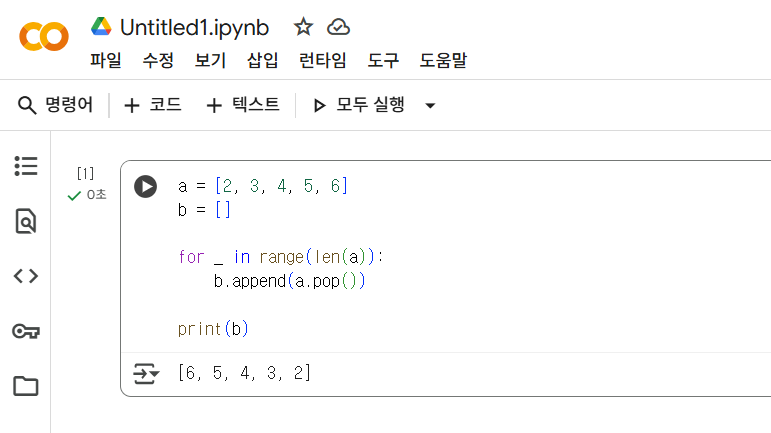 Untitled1.ipynb
파일 수정 보기 삽입 런타임 도구 도움말
명령어 + 코드 + 텍스트 모두 실행
[1]
0초
a = [2, 3, 4, 5, 6]
b = []
for _ in range(len(a)):
b.append(a.pop())
print(b)
[6, 5, 4, 3, 2]